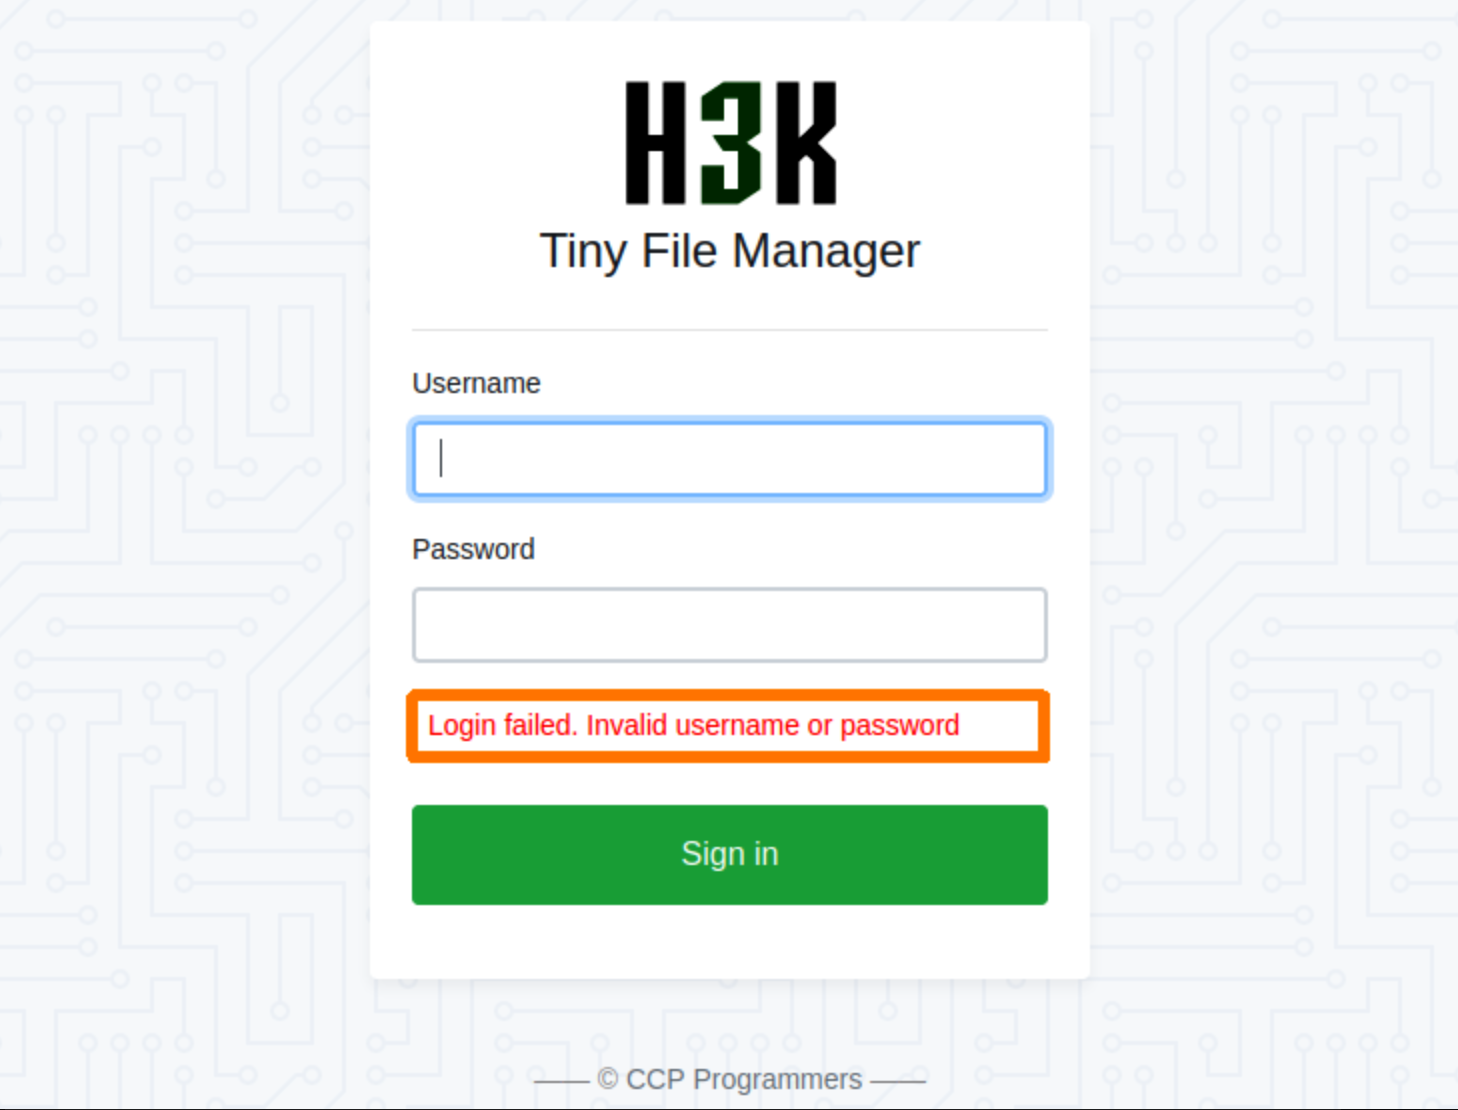 H3K
Tiny File Manager
Username
Password
Login failed. Invalid username or password
Sign in
© CCP Programmers